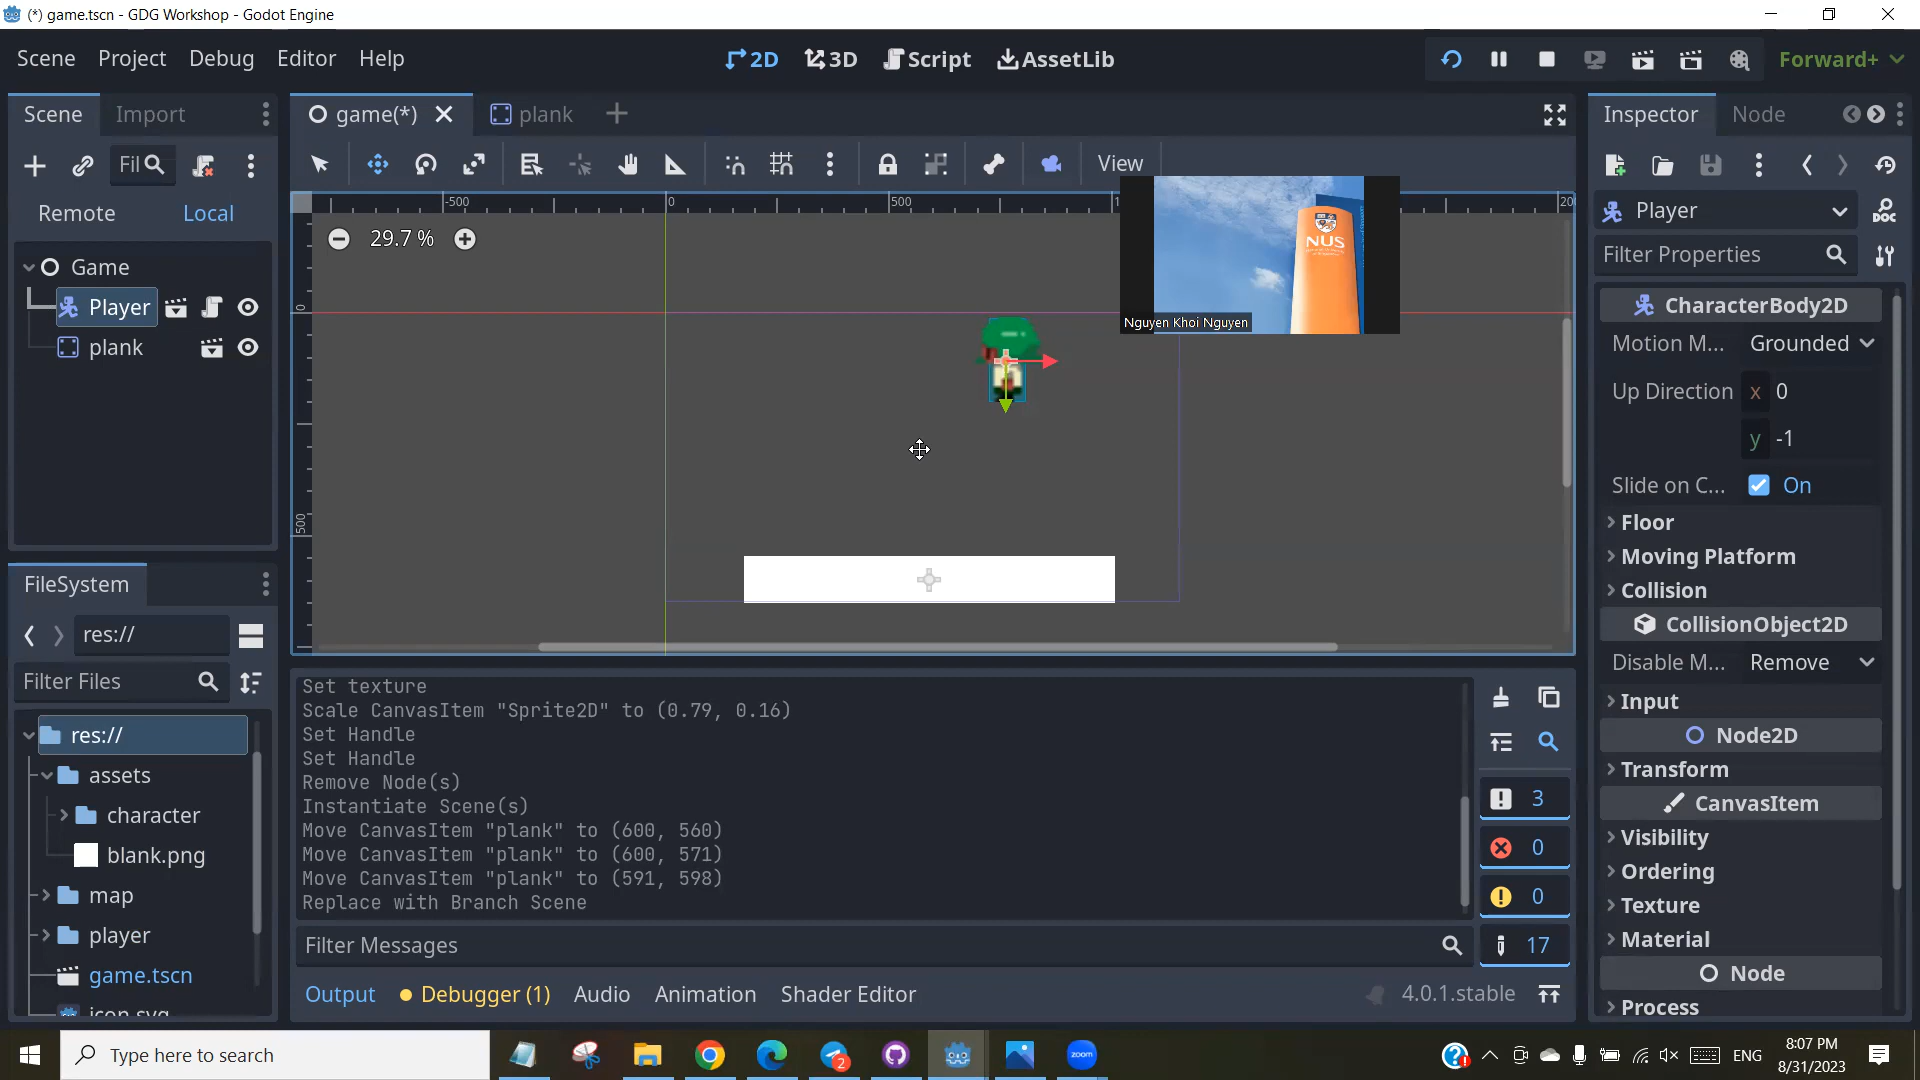 (*) game.tscn - GDG Workshop - Godot Engine
Scene Project Debug Editor Help
2D 3D Script AssetLib
Forward+
Scene Import
game(*) plank
Inspector Node
Fil
View
Remote Local
-500 0 500
Player
29.7 %
NUS
Filter Properties
Game
Player
plank
0
500
Nguyen Khoi Nguyen
CharacterBody2D
Motion M... Grounded
Up Direction x 0
y -1
Slide on C... On
Floor
Moving Platform
Collision
CollisionObject2D
Disable M... Remove
Input
Node2D
Transform
CanvasItem
Visibility
Ordering
Texture
Material
Node
Process
FileSystem
res://
Filter Files
res://
assets
character
blank.png
map
player
game.tscn
icon.svg
Set texture
Scale CanvasItem "Sprite2D" to (0.79, 0.16)
Set Handle
Set Handle
Remove Node(s)
Instantiate Scene(s)
Move CanvasItem "plank" to (600, 560)
Move CanvasItem "plank" to (600, 571)
Move CanvasItem "plank" to (591, 598)
Replace with Branch Scene
3
0
0
17
Filter Messages
Output Debugger (1) Audio Animation Shader Editor
4.0.1.stable
Type here to search
2
zoom
ENG
8:07 PM
8/31/2023